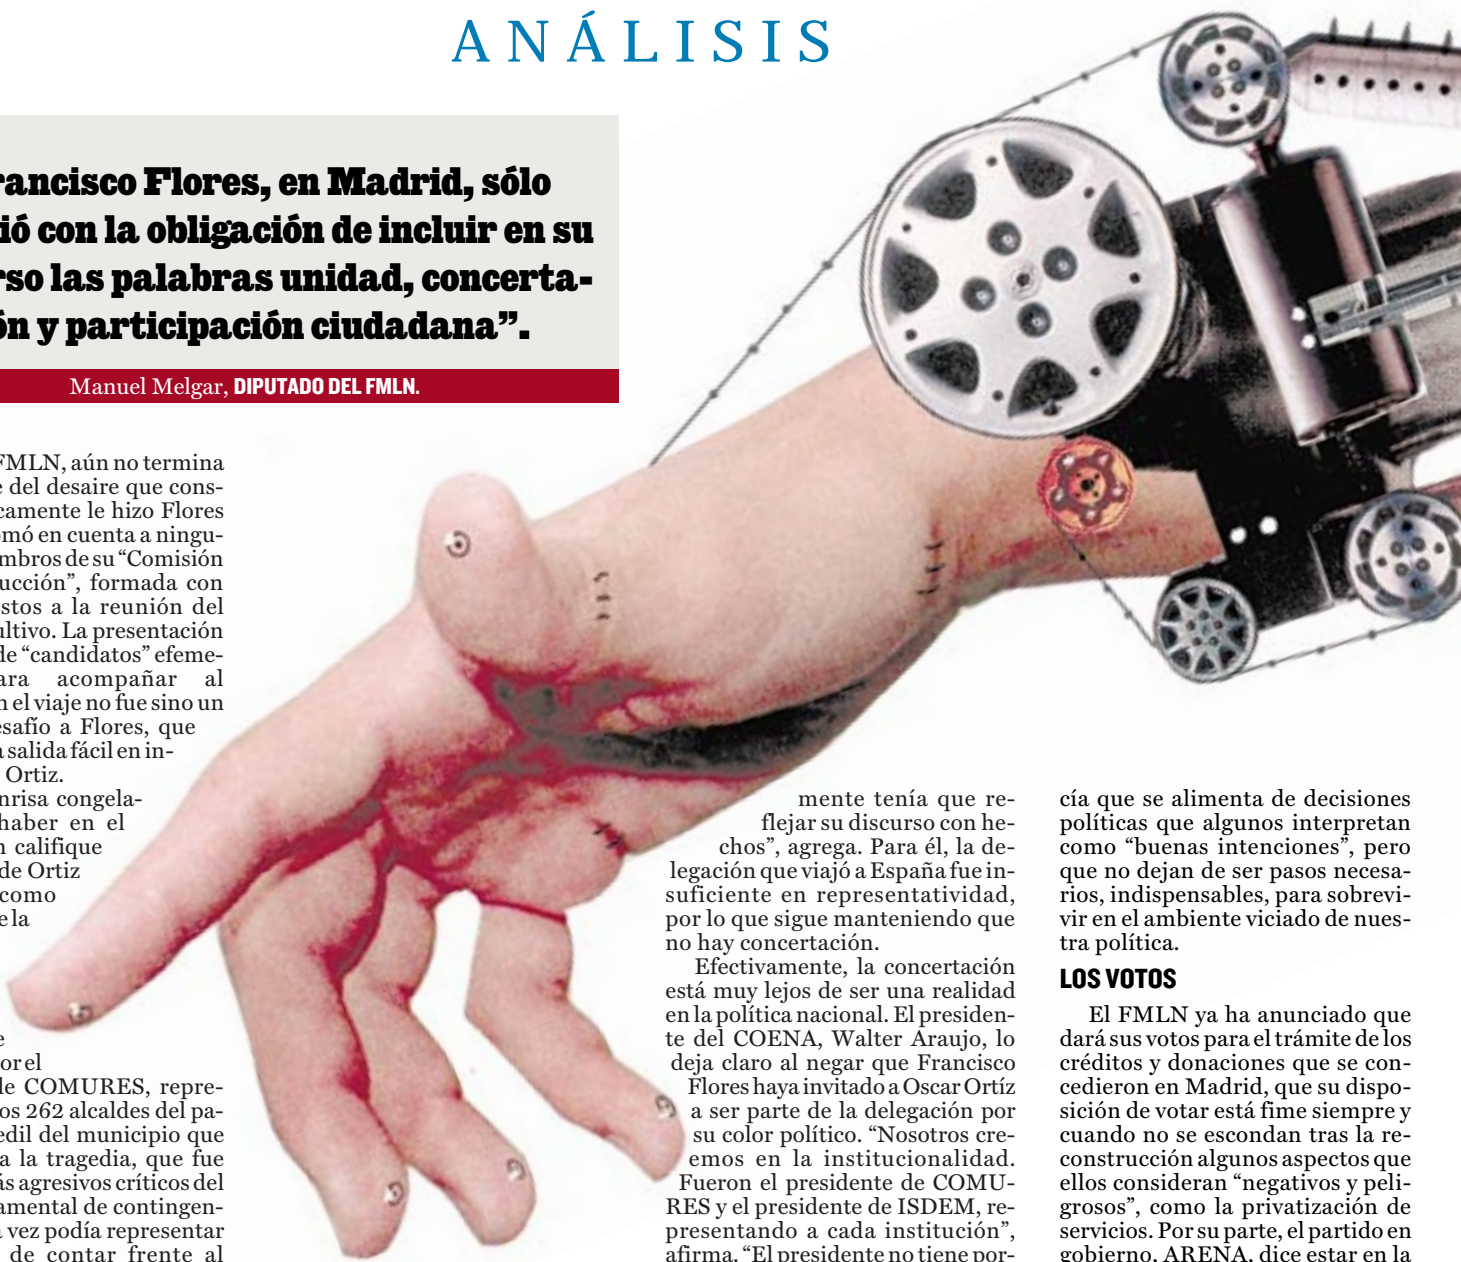 ANÁLISIS
rancisco Flores, en Madrid, sólo
ió con la obligación de incluir en su
rso las palabras unidad, concerta-
ón y participación ciudadana”.
Manuel Melgar, DIPUTADO DEL FMLN.
FMLN, aún no termina
e del desaire que cons-
camente le hizo Flores
omó en cuenta a ningu-
mbros de su “Comisión
ucción”, formada con
stos a la reunión del
ultivo. La presentación
de “candidatos” efeme-
ara acompañar al
n el viaje no fue sino un
esafío a Flores, que
a salida fácil en in-
Ortiz.
nrisa congela-
haber en el
n califique
de Ortiz
como
e la
e
or el
de COMURES, repre-
os 262 alcaldes del pa-
edil del municipio que
a la tragedia, que fue
ás agresivos críticos del
amental de contingen-
a vez podía representar
de contar frente al
mente tenía que re-
flejar su discurso con he-
chos”, agrega. Para él, la de-
legación que viajó a España fue in-
suficiente en representatividad,
por lo que sigue manteniendo que
no hay concertación.
Efectivamente, la concertación
está muy lejos de ser una realidad
en la política nacional. El presiden-
te del COENA, Walter Araujo, lo
deja claro al negar que Francisco
Flores haya invitado a Oscar Ortíz
a ser parte de la delegación por
su color político. “Nosotros cre-
emos en la institucionalidad.
Fueron el presidente de COMU-
RES y el presidente de ISDEM, re-
presentando a cada institución”,
afirma. “El presidente no tiene por-
cía que se alimenta de decisiones
políticas que algunos interpretan
como “buenas intenciones”, pero
que no dejan de ser pasos necesa-
rios, indispensables, para sobrevi-
vir en el ambiente viciado de nues-
tra política.
LOS VOTOS
El FMLN ya ha anunciado que
dará sus votos para el trámite de los
créditos y donaciones que se con-
cedieron en Madrid, que su dispo-
sición de votar está fime siempre y
cuando no se escondan tras la re-
construcción algunos aspectos que
ellos consideran “negativos y peli-
grosos”, como la privatización de
servicios. Por su parte, el partido en
gobierno, ARENA, dice estar en la